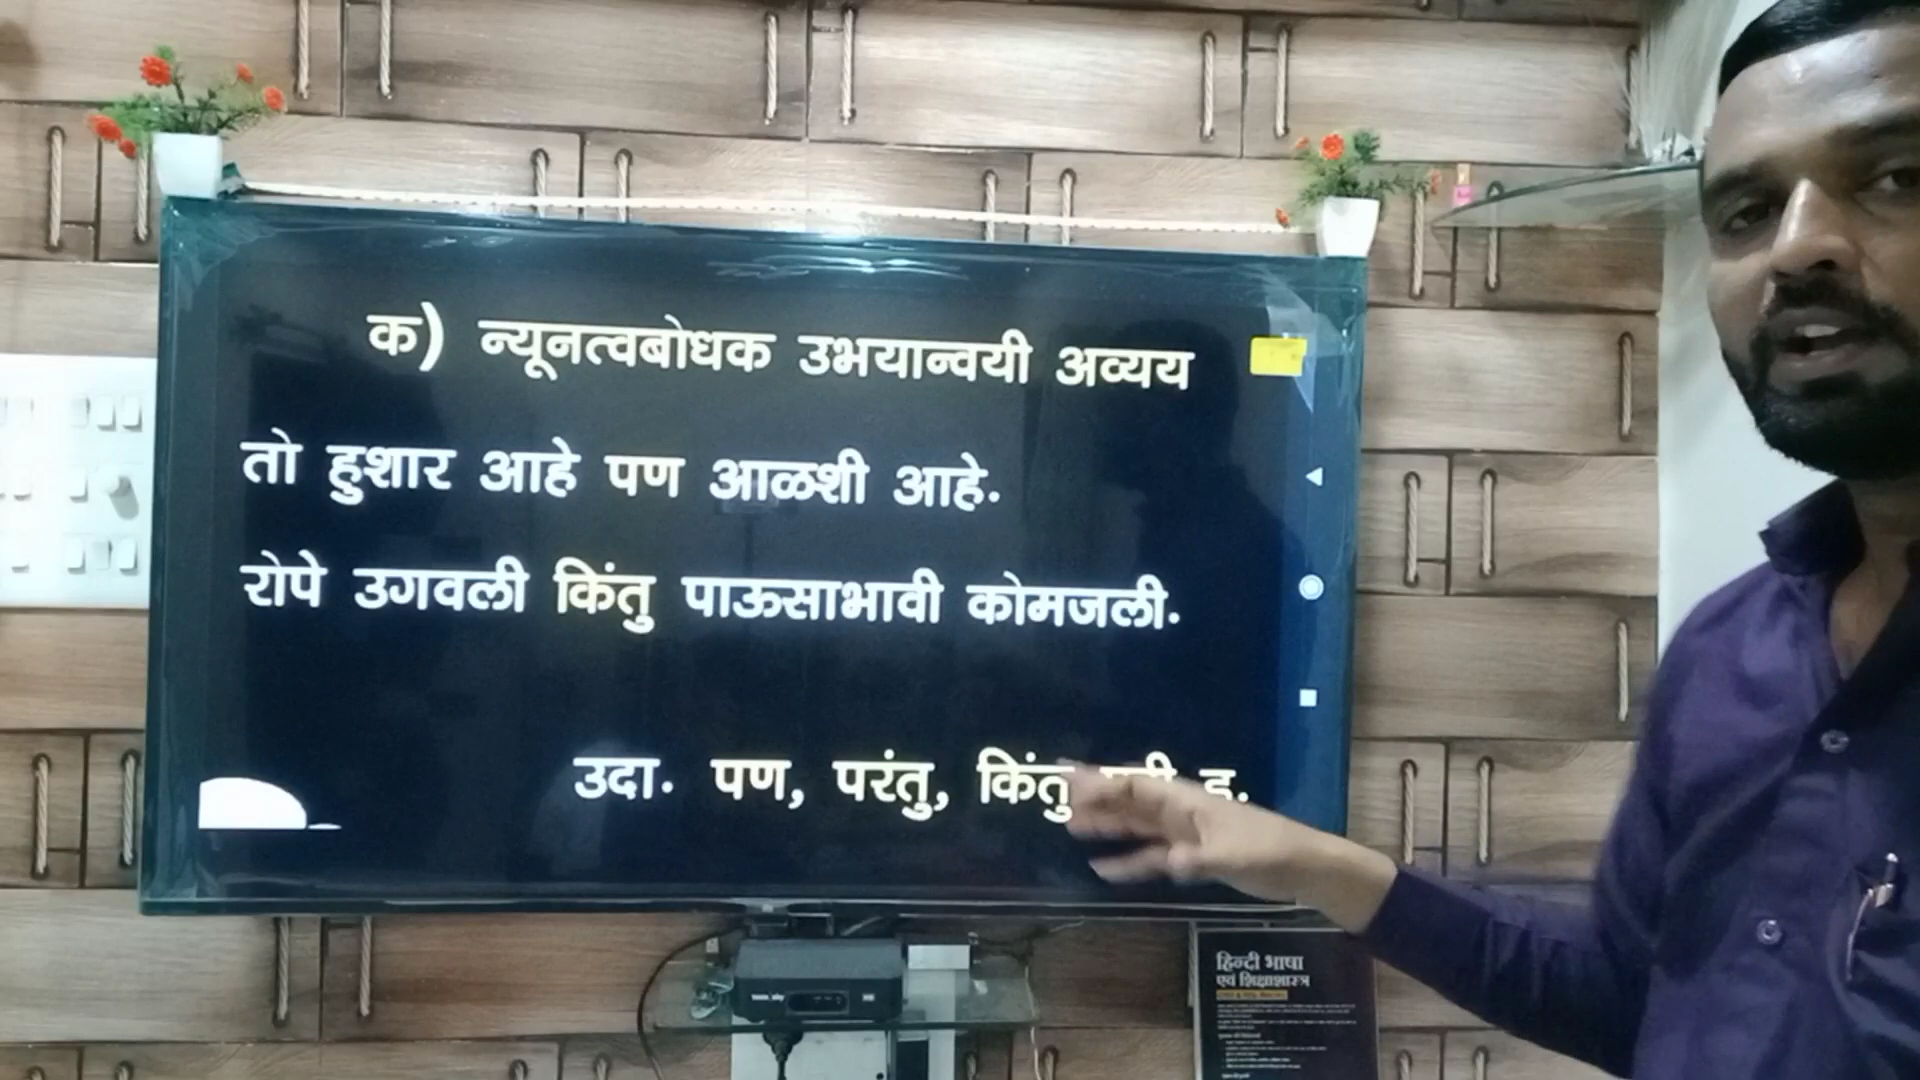 क) न्यूनत्वबोधक उभयान्वयी अव्यय
तो हुशार आहे पण आळशी आहे.
रोपे उगवली किंतु पाऊसाभावी कोमजली.
उदा. पण, परंतु, किंतु
हिन्दी भाषा
एवं शिक्षाशास्त्र